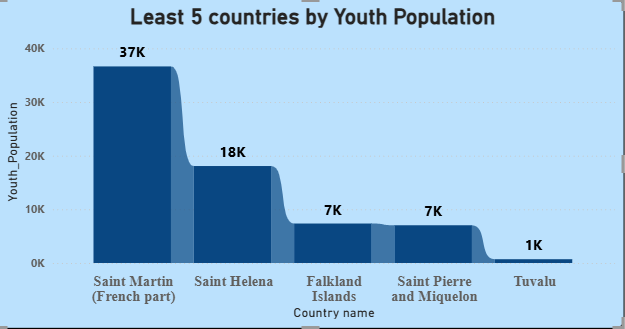 Least 5 countries by Youth Population
Youth_Population
40K
30K
20K
10K
0K
37K
18K
7K
7K
1K
Saint Martin
(French part)
Saint Helena
Falkland
Islands
Saint Pierre
and Miquelon
Tuvalu
Country name